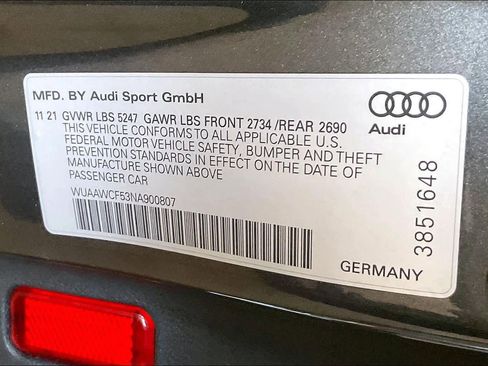 MFD. BY Audi Sport GmbH
11 21 GVWR LBS 5247 GAWR LBS FRONT 2734 /REAR 2690
THIS VEHICLE CONFORMS TO ALL APPLICABLE U.S.
FEDERAL MOTOR VEHICLE SAFETY, BUMPER AND THEFT
PREVENTION STANDARDS IN EFFECT ON THE DATE OF
MANUFACTURE SHOWN ABOVE
PASSENGER CAR
WUAAWCF53NA900807
Audi
3851648
GERMANY